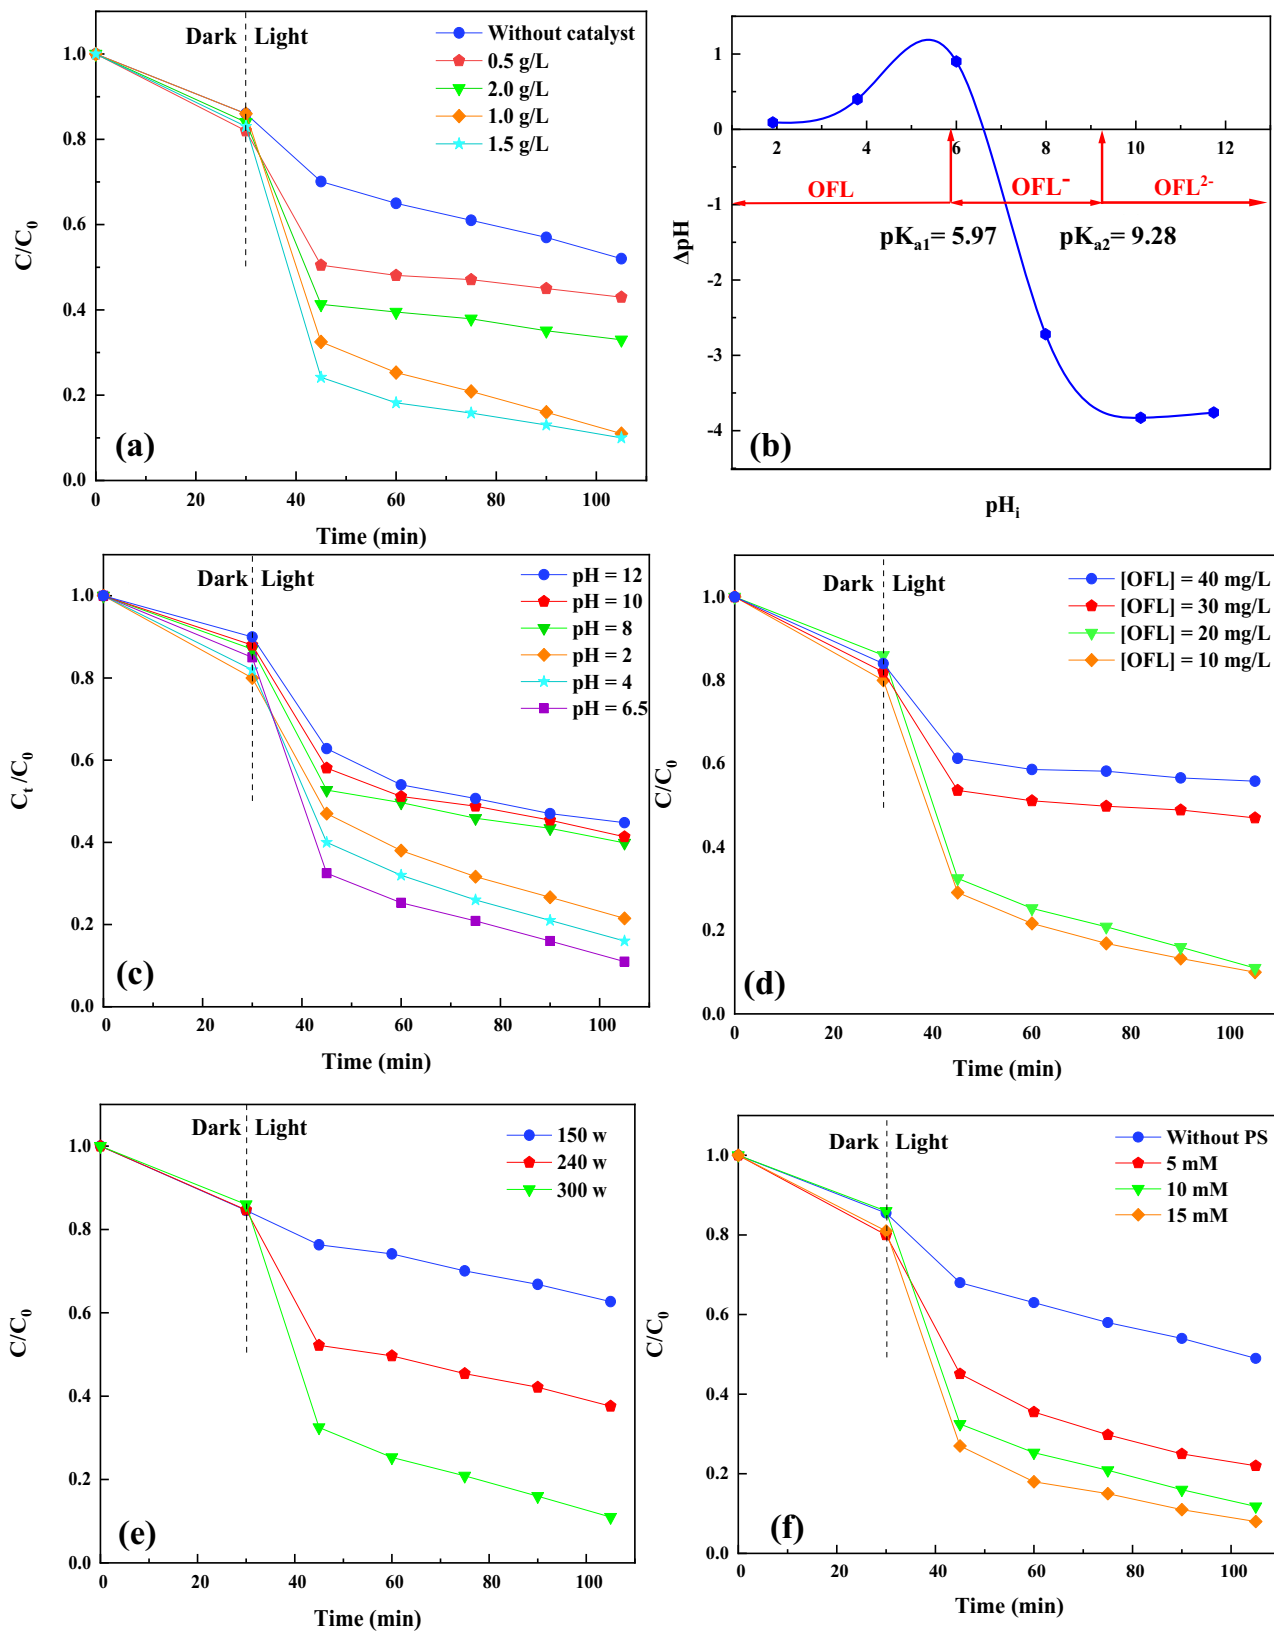 Dark Light
Without catalyst
0.5 g/L
2.0 g/L
1.0 g/L
1.5 g/L
1.0
0.8
0.6
0.4
0.2
0.0
C/C₀
(a)
0 20 40 60 80 100
Time (min)
1
0
-1
-2
-3
-4
ΔpH
2 4 6 8 10 12
OFL OFL⁻ OFL²⁻
pKₐ₁= 5.97 pKₐ₂= 9.28
(b)
pHᵢ
Dark Light
pH = 12
pH = 10
pH = 8
pH = 2
pH = 4
pH = 6.5
1.0
0.8
0.6
0.4
0.2
0.0
Cₜ /C₀
(c)
0 20 40 60 80 100
Time (min)
Dark Light
[OFL] = 40 mg/L
[OFL] = 30 mg/L
[OFL] = 20 mg/L
[OFL] = 10 mg/L
1.0
0.8
0.6
0.4
0.2
0.0
C/C₀
(d)
0 20 40 60 80 100
Time (min)
Dark Light
150 w
240 w
300 w
1.0
0.8
0.6
0.4
0.2
0.0
C/C₀
(e)
0 20 40 60 80 100
Time (min)
Dark Light
Without PS
5 mM
10 mM
15 mM
1.0
0.8
0.6
0.4
0.2
0.0
C/C₀
(f)
0 20 40 60 80 100
Time (min)